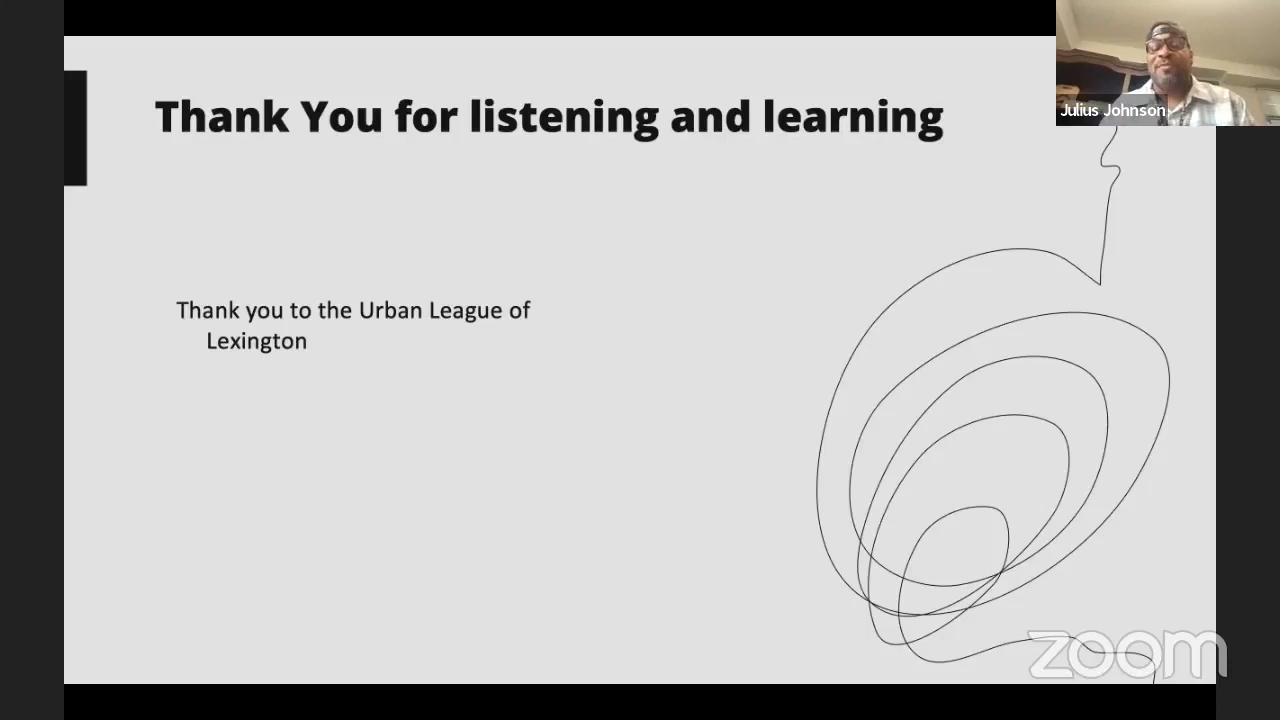 Thank You for listening and learning
Julius Johnson
Thank you to the Urban League of
Lexington
zoom